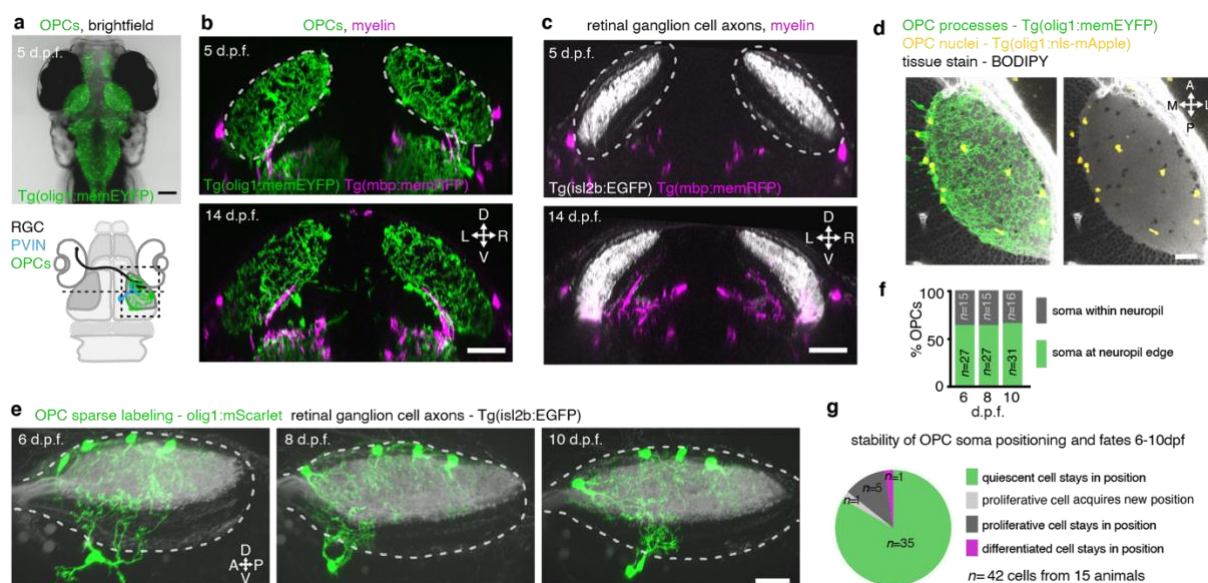 a
OPCs, brightfield
5 d.p.f.
Tg(olig1:memEYFP)
RGC
PVIN
OPCs
b
OPCs, myelin
5 d.p.f.
Tg(olig1:memEYFP) Tg(mbp:memRFP)
14 d.p.f.
D
L R
V
c
retinal ganglion cell axons, myelin
5 d.p.f.
Tg(isl2b:EGFP) Tg(mbp:memRFP)
14 d.p.f.
D
L R
V
d
OPC processes - Tg(olig1:memEYFP)
OPC nuclei - Tg(olig1:nls-mApple)
tissue stain - BODIPY
A
M L
P
e
OPC sparse labeling - olig1:mScarlet retinal ganglion cell axons - Tg(isl2b:EGFP)
6 d.p.f.
D
A P
V
8 d.p.f.
10 d.p.f.
f
% OPCs
100
50
0
n=15 n=15 n=16
n=27 n=27 n=31
6 8 10
d.p.f.
soma within neuropil
soma at neuropil edge
g
stability of OPC soma positioning and fates 6-10dpf
n=1
n=5
n=1
n=35
quiescent cell stays in position
proliferative cell acquires new position
proliferative cell stays in position
differentiated cell stays in position
n= 42 cells from 15 animals